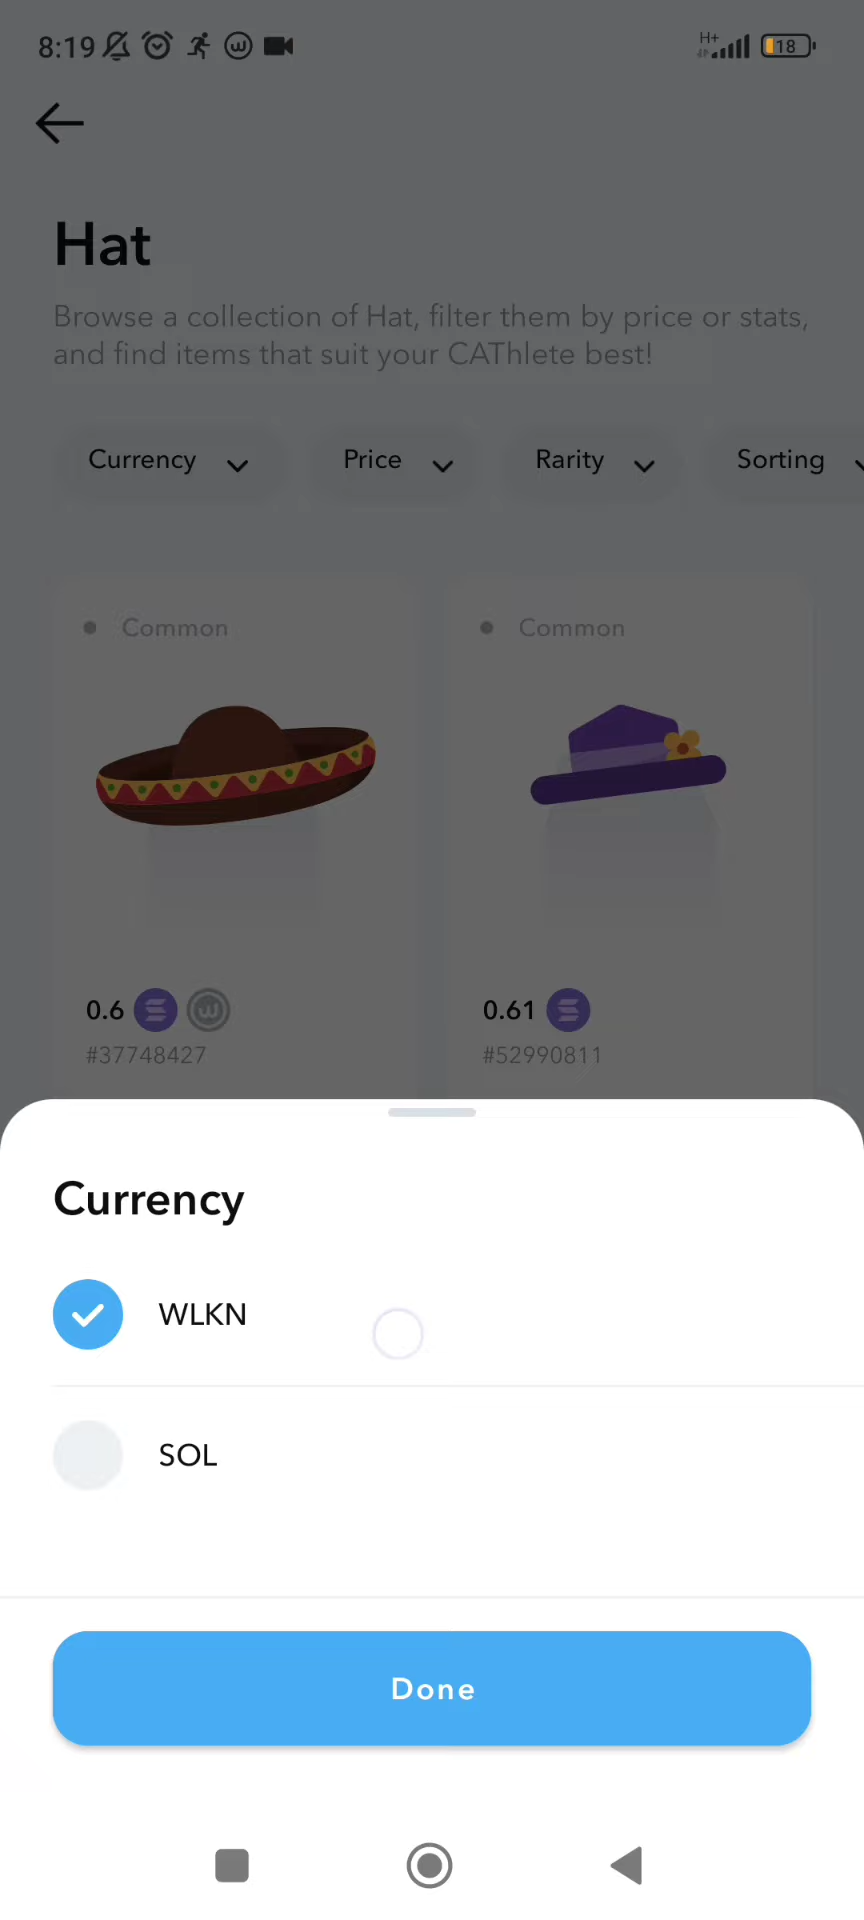 8:19
H+
4G
18
Hat
Browse a collection of Hat, filter them by price or stats,
and find items that suit your CAThlete best!
Currency Price Rarity Sorting
Common Common
0.6 0.61
#37748427 #52990811
Currency
WLKN
SOL
Done